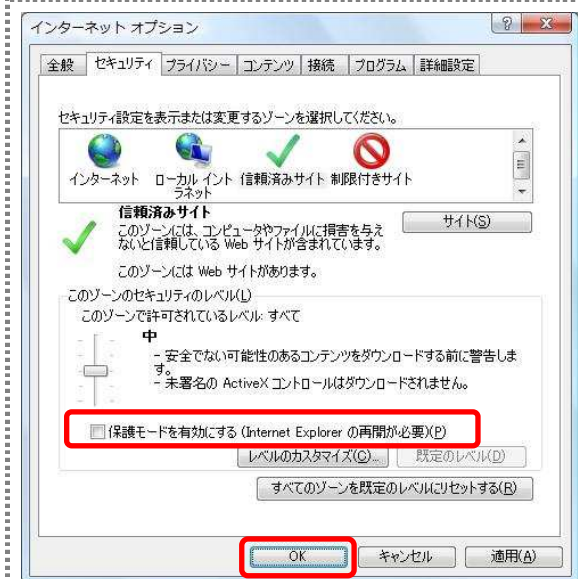 インターネット オプション
全般 セキュリティ プライバシー コンテンツ 接続 プログラム 詳細設定
セキュリティ設定を表示または変更するゾーンを選択してください。
インターネット ローカル イント 信頼済みサイト 制限付きサイト
ラネット
信頼済みサイト
サイト(S)
このゾーンには、コンピュータやファイルに損害を与え
ないと信頼している Web サイトが含まれています。
このゾーンには Web サイトがあります。
このゾーンのセキュリティのレベル(L)
このゾーンで許可されているレベル: すべて
中
- 安全でない可能性のあるコンテンツをダウンロードする前に警告しま
す。
- 未署名の ActiveX コントロールはダウンロードされません。
保護モードを有効にする (Internet Explorer の再開が必要)(P)
レベルのカスタマイズ(C)... 既定のレベル(D)
すべてのゾーンを既定のレベルにリセットする(R)
OK キャンセル 適用(A)